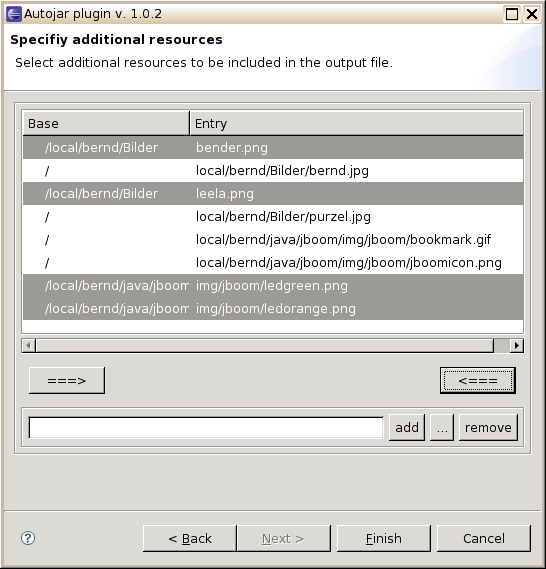 Autojar plugin v. 1.0.2
Specifiy additional resources
Select additional resources to be included in the output file.
Base Entry
/local/bernd/Bilder bender.png
/ local/bernd/Bilder/bernd.jpg
/local/bernd/Bilder leela.png
/ local/bernd/Bilder/purzel.jpg
/ local/bernd/java/jboom/img/jboom/bookmark.gif
/ local/bernd/java/jboom/img/jboom/jboomicon.png
/local/bernd/java/jboom img/jboom/ledgreen.png
/local/bernd/java/jboom img/jboom/ledorange.png
===> <===
add ... remove
? < Back Next > Finish Cancel